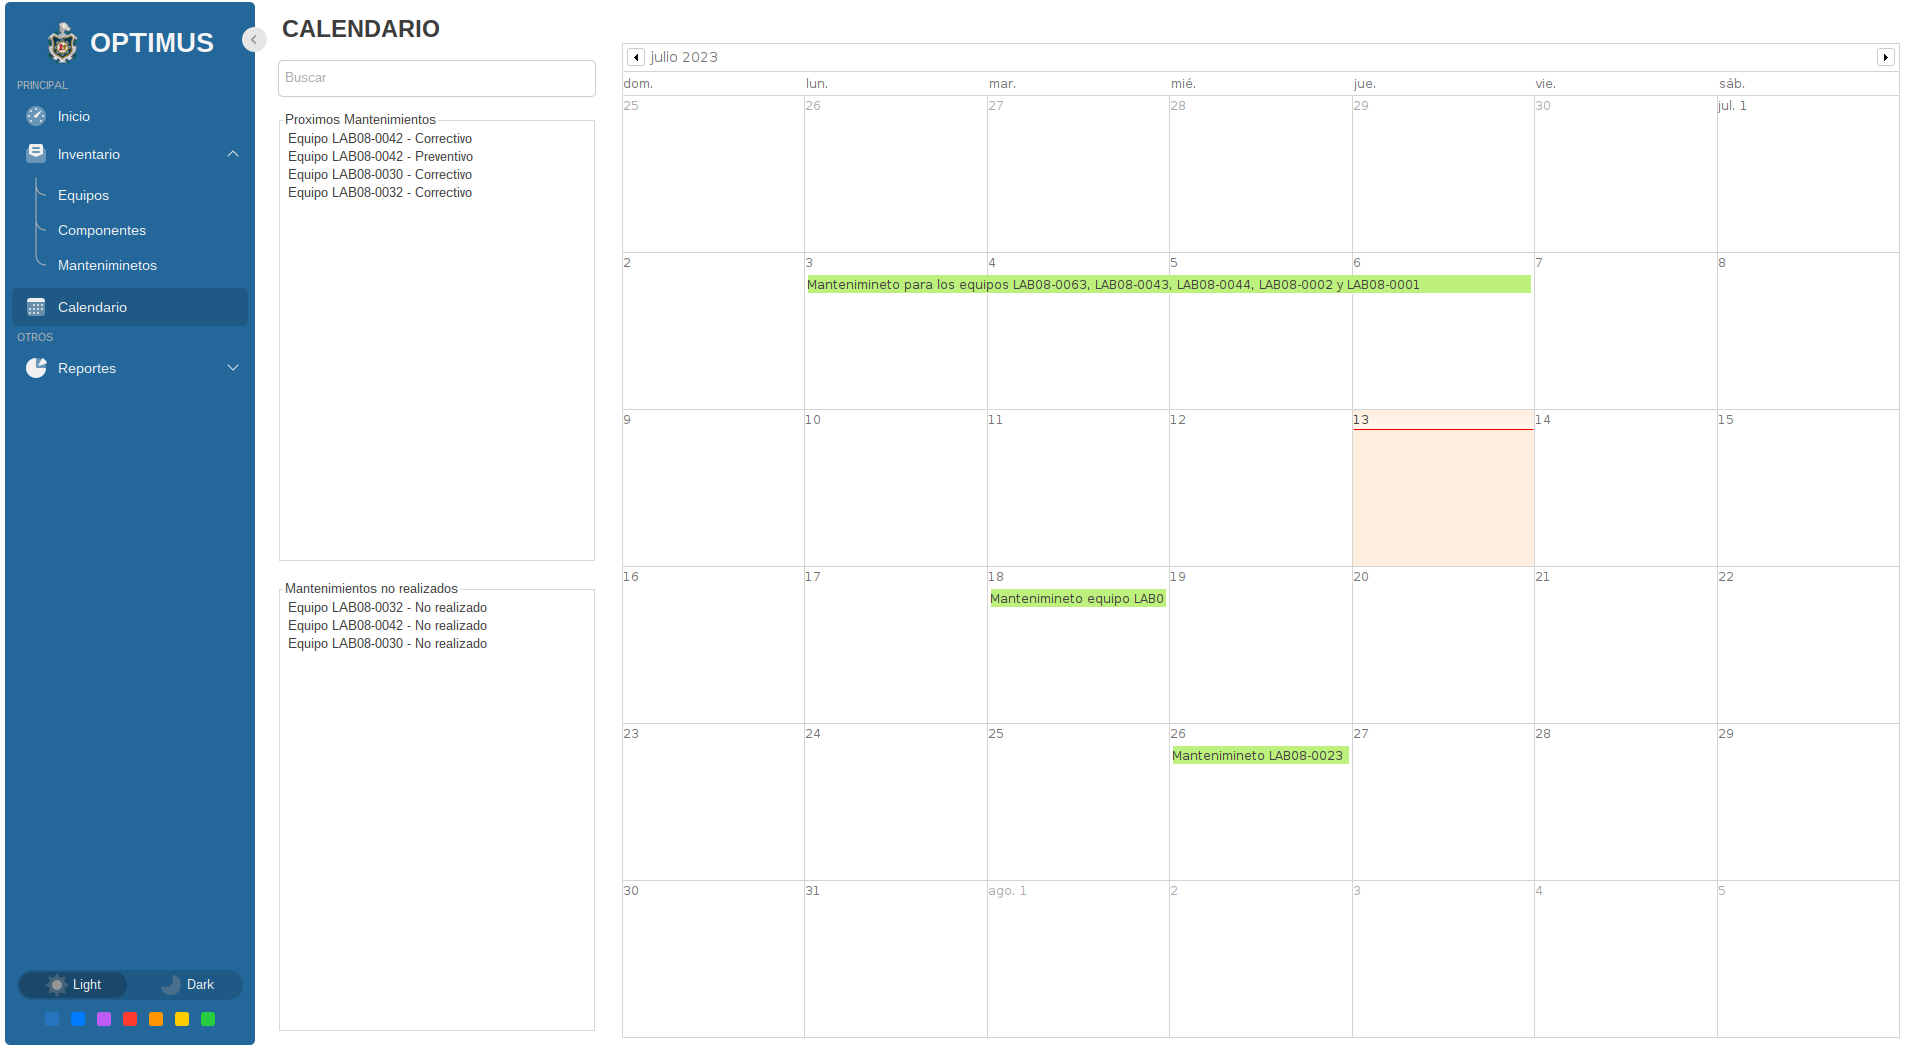 OPTIMUS
PRINCIPAL
Inicio
Inventario
Equipos
Componentes
Manteniminetos
Calendario
OTROS
Reportes
Light
Dark
CALENDARIO
Buscar
Proximos Mantenimientos
Equipo LAB08-0042 - Correctivo
Equipo LAB08-0042 - Preventivo
Equipo LAB08-0030 - Correctivo
Equipo LAB08-0032 - Correctivo
Mantenimientos no realizados
Equipo LAB08-0032 - No realizado
Equipo LAB08-0042 - No realizado
Equipo LAB08-0030 - No realizado
julio 2023
dom. lun. mar. mié. jue. vie. sáb.
25 26 27 28 29 30 jul. 1
2 3 4 5 6 7 8
Mantenimineto para los equipos LAB08-0063, LAB08-0043, LAB08-0044, LAB08-0002 y LAB08-0001
9 10 11 12 13 14 15
16 17 18 19 20 21 22
Mantenimineto equipo LAB0
23 24 25 26 27 28 29
Mantenimineto LAB08-0023
30 31 ago. 1 2 3 4 5